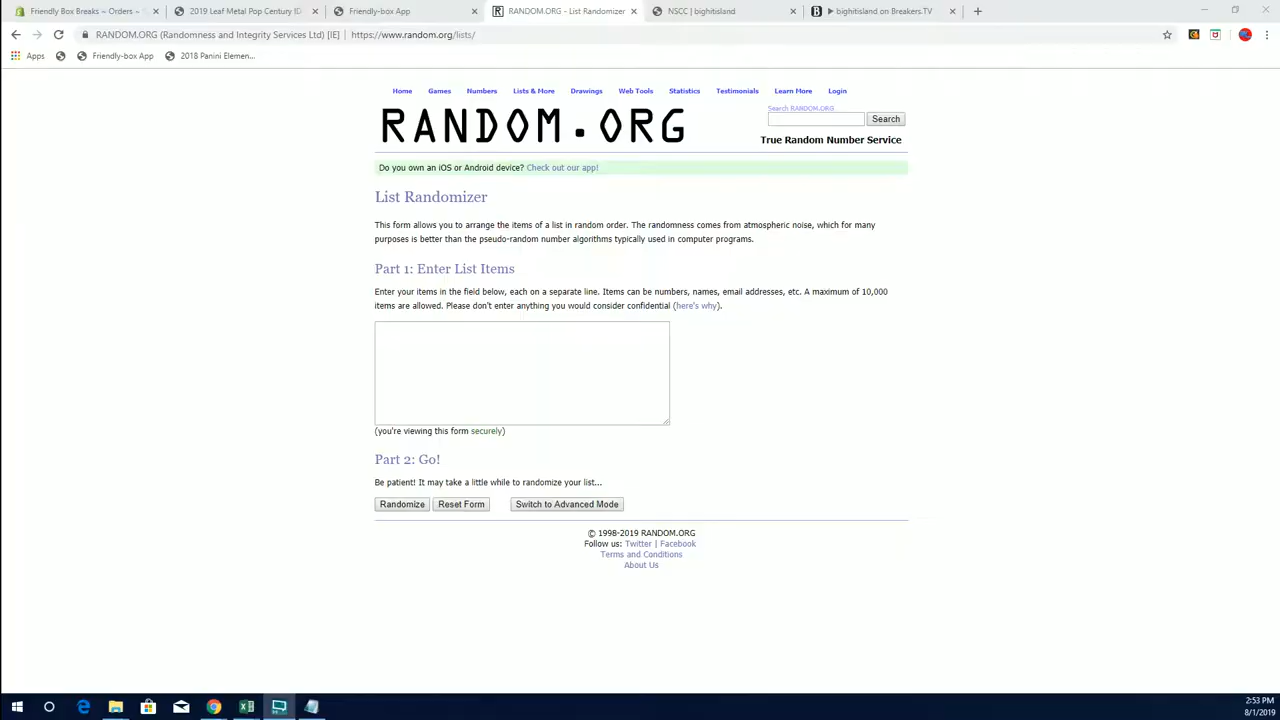 Friendly Box Breaks ~ Orders ~ S
2019 Leaf Metal Pop Century ID
Friendly-box App
RANDOM.ORG - List Randomizer
NSCC | bighitisland
bighitisland on Breakers.TV
RANDOM.ORG (Randomness and Integrity Services Ltd) [IE] | https://www.random.org/lists/
Apps
Friendly-box App
2018 Panini Elemen...
Home Games Numbers Lists & More Drawings Web Tools Statistics Testimonials Learn More Login
RANDOM.ORG
Search RANDOM.ORG
Search
True Random Number Service
Do you own an iOS or Android device? Check out our app!
List Randomizer
This form allows you to arrange the items of a list in random order. The randomness comes from atmospheric noise, which for many
purposes is better than the pseudo-random number algorithms typically used in computer programs.
Part 1: Enter List Items
Enter your items in the field below, each on a separate line. Items can be numbers, names, email addresses, etc. A maximum of 10,000
items are allowed. Please don't enter anything you would consider confidential (here's why).
(you're viewing this form securely)
Part 2: Go!
Be patient! It may take a little while to randomize your list...
Randomize Reset Form Switch to Advanced Mode
© 1998-2019 RANDOM.ORG
Follow us: Twitter | Facebook
Terms and Conditions
About Us
2:53 PM
8/1/2019